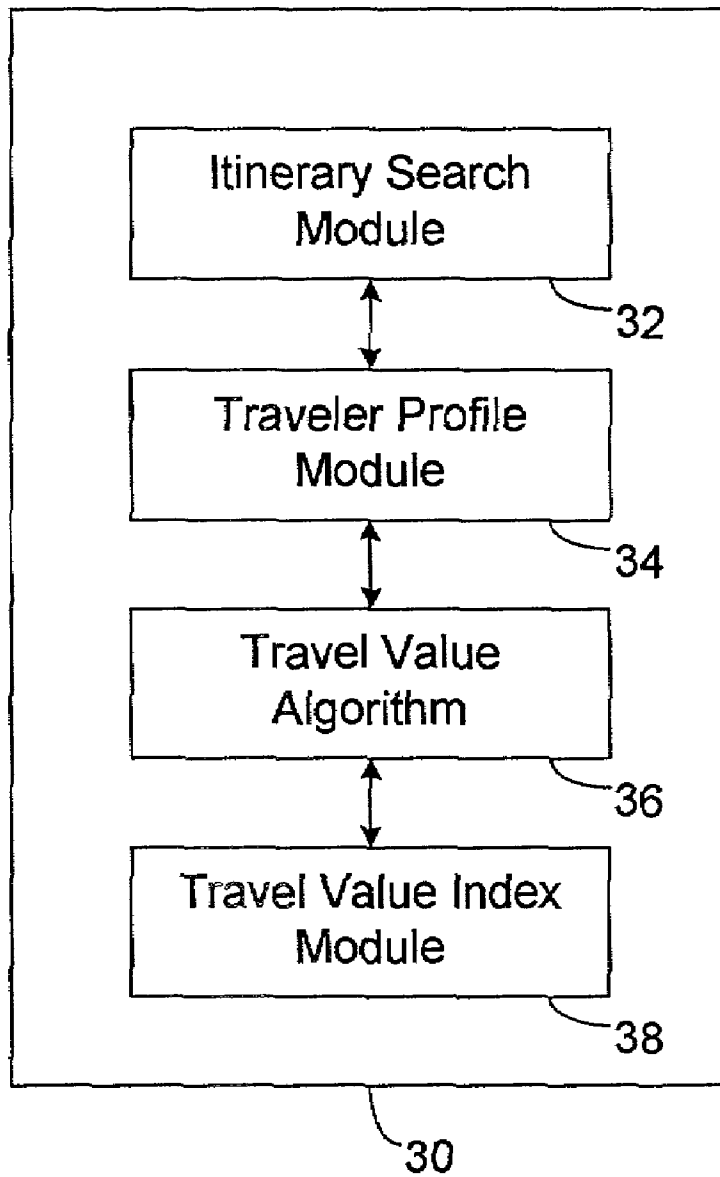 Itinerary Search
Module
32
Traveler Profile
Module
34
Travel Value
Algorithm
36
Travel Value Index
Module
38
30